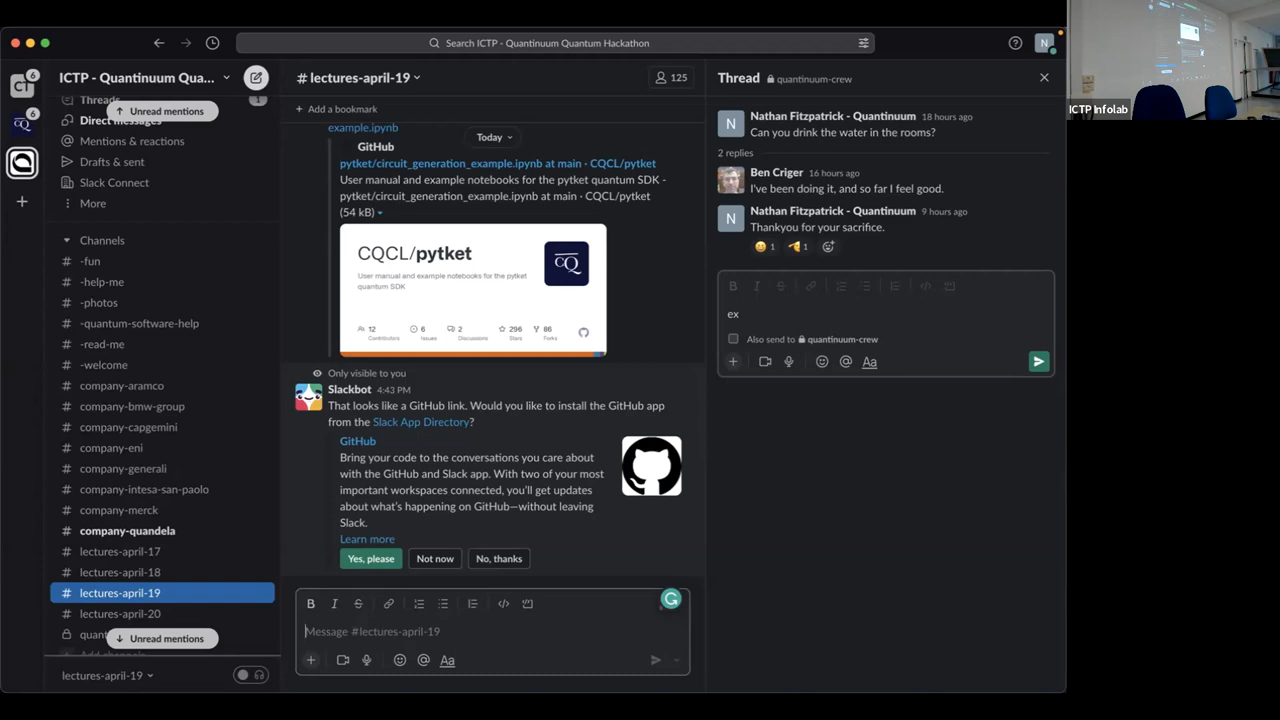 Search ICTP - Quantinuum Quantum Hackathon
N
ICTP Infolab
CT
6
CQ
6
ICTP - Quantinuum Qua...
Threads
1
Unread mentions
Direct messages
Mentions & reactions
Drafts & sent
Slack Connect
More
Channels
# -fun
# -help-me
# -photos
# -quantum-software-help
# -read-me
# -welcome
# company-aramco
# company-bmw-group
# company-capgemini
# company-eni
# company-generali
# company-intesa-san-paolo
# company-merck
# company-quandela
# lectures-april-17
# lectures-april-18
# lectures-april-19
# lectures-april-20
Unread mentions
Add channels
lectures-april-19
# lectures-april-19
125
+ Add a bookmark
example.ipynb
Today
GitHub
pytket/circuit_generation_example.ipynb at main · CQCL/pytket
User manual and example notebooks for the pytket quantum SDK -
pytket/circuit_generation_example.ipynb at main · CQCL/pytket
(54 kB)
CQCL/pytket
CQ
User manual and example notebooks for the pytket
quantum SDK
12
Contributors
6
Issues
2
Discussions
296
Stars
86
Forks
Only visible to you
Slackbot 4:43 PM
That looks like a GitHub link. Would you like to install the GitHub app
from the Slack App Directory?
GitHub
Bring your code to the conversations you care about
with the GitHub and Slack app. With two of your most
important workspaces connected, you'll get updates
about what's happening on GitHub—without leaving
Slack.
Learn more
Yes, please
Not now
No, thanks
B I S
Message #lectures-april-19
Aa
Thread quantinuum-crew
N
Nathan Fitzpatrick - Quantinuum 18 hours ago
Can you drink the water in the rooms?
2 replies
Ben Criger 16 hours ago
I've been doing it, and so far I feel good.
N
Nathan Fitzpatrick - Quantinuum 9 hours ago
Thankyou for your sacrifice.
1
1
B I S
ex
Also send to quantinuum-crew
Aa